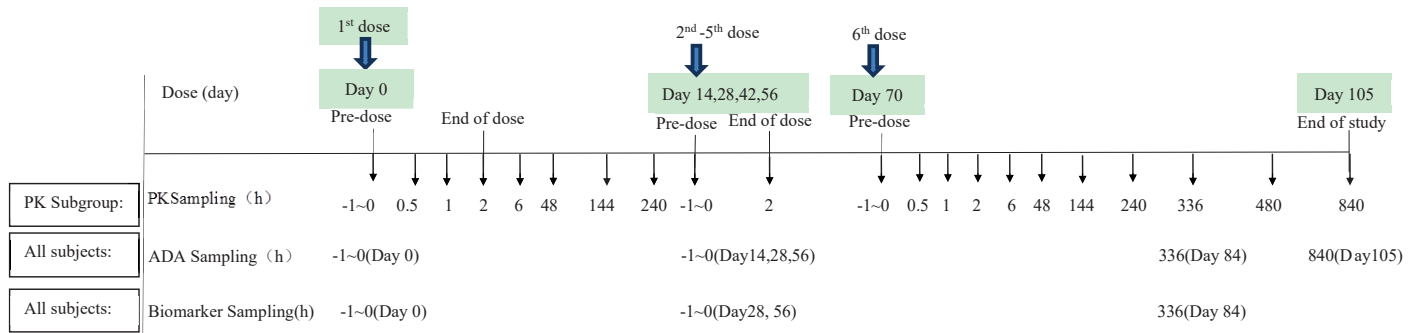 1st dose
2nd -5th dose
6th dose
Dose (day)
Day 0
Day 14,28,42,56
Day 70
Day 105
Pre-dose
End of dose
Pre-dose
End of dose
Pre-dose
End of study
PK Subgroup:
PKSampling（h）
-1~0 0.5 1 2 6 48 144 240 -1~0 2 -1~0 0.5 1 2 6 48 144 240 336 480 840
All subjects:
ADA Sampling（h）
-1~0(Day 0) -1~0(Day14,28,56) 336(Day 84) 840(Day105)
All subjects:
Biomarker Sampling(h)
-1~0(Day 0) -1~0(Day28, 56) 336(Day 84)